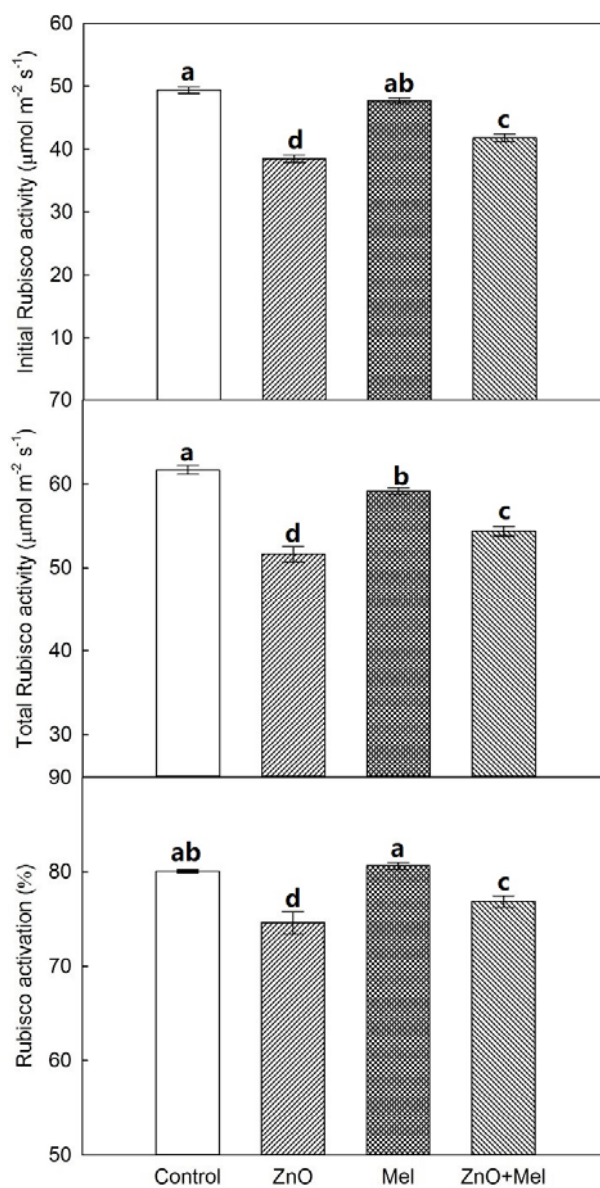 60
50
40
30
20
10
Initial Rubisco activity (μmol m⁻² s⁻¹)
a
d
ab
c
70
60
50
40
30
Total Rubisco activity (μmol m⁻² s⁻¹)
a
d
b
c
90
80
70
60
50
Rubisco activation (%)
ab
d
a
c
Control ZnO Mel ZnO+Mel